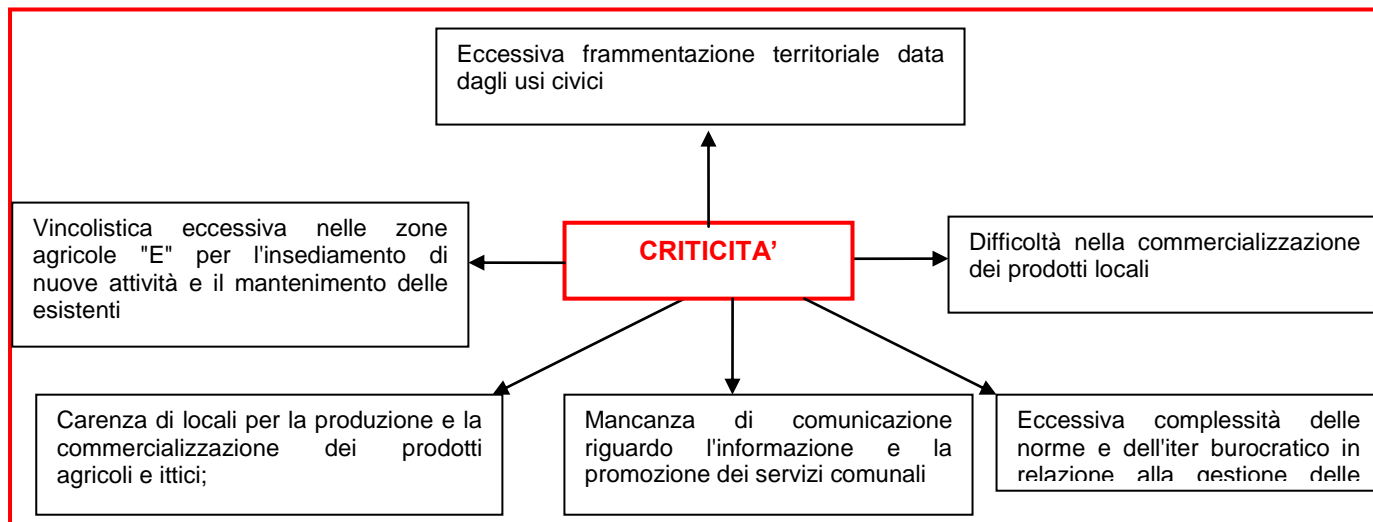 Eccessiva frammentazione territoriale data
dagli usi civici
Vincolistica eccessiva nelle zone
agricole "E" per l'insediamento di
nuove attività e il mantenimento delle
esistenti
CRITICITA’
Difficoltà nella commercializzazione
dei prodotti locali
Carenza di locali per la produzione e la
commercializzazione dei prodotti
agricoli e ittici;
Mancanza di comunicazione
riguardo l'informazione e la
promozione dei servizi comunali
Eccessiva complessità delle
norme e dell'iter burocratico in
relazione alla gestione delle